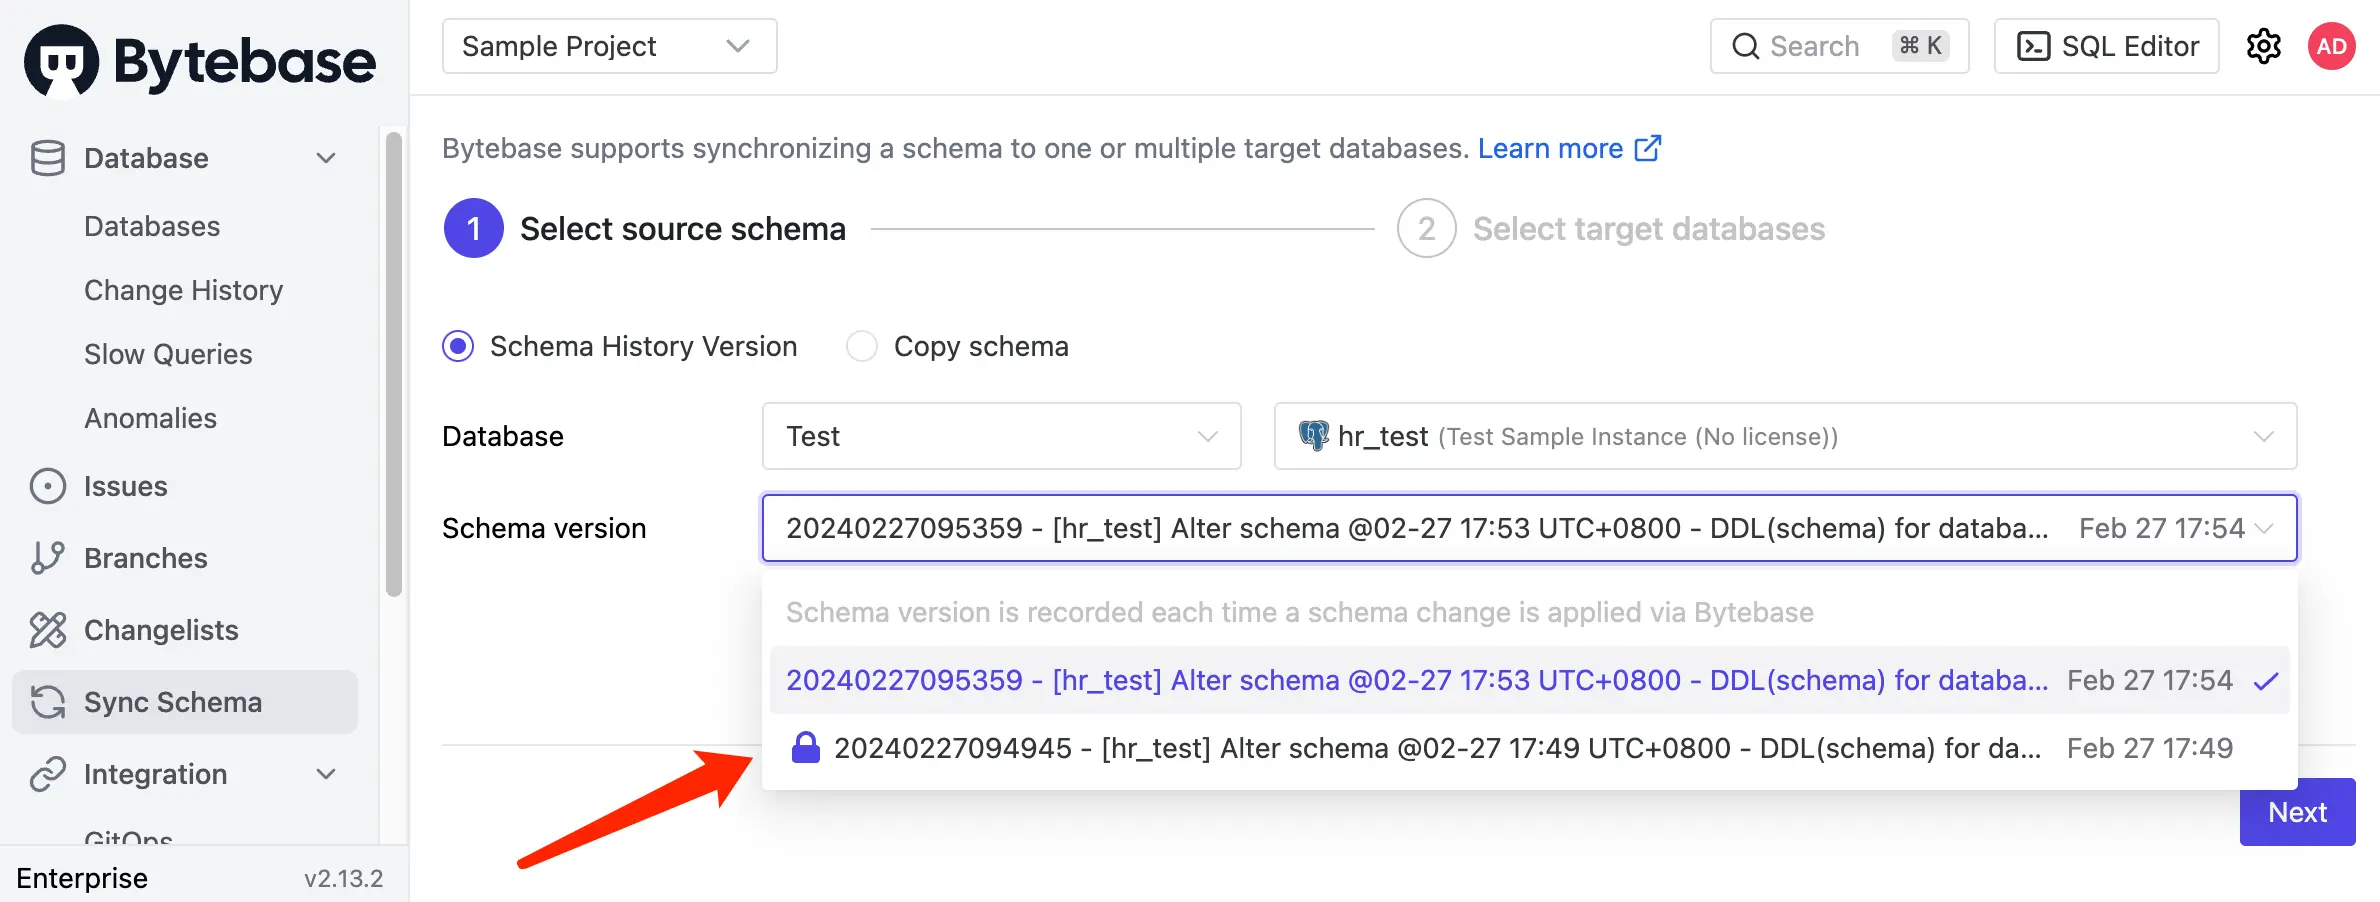 Bytebase
Sample Project
Search ⌘ K
SQL Editor
AD
Database
Databases
Change History
Slow Queries
Anomalies
Issues
Branches
Changelists
Sync Schema
Integration
GitOps
Enterprise v2.13.2
Bytebase supports synchronizing a schema to one or multiple target databases. Learn more
1 Select source schema
2 Select target databases
Schema History Version Copy schema
Database Test hr_test (Test Sample Instance (No license))
Schema version 20240227095359 - [hr_test] Alter schema @02-27 17:53 UTC+0800 - DDL(schema) for databa... Feb 27 17:54
Schema version is recorded each time a schema change is applied via Bytebase
20240227095359 - [hr_test] Alter schema @02-27 17:53 UTC+0800 - DDL(schema) for databa... Feb 27 17:54
20240227094945 - [hr_test] Alter schema @02-27 17:49 UTC+0800 - DDL(schema) for da... Feb 27 17:49
Next